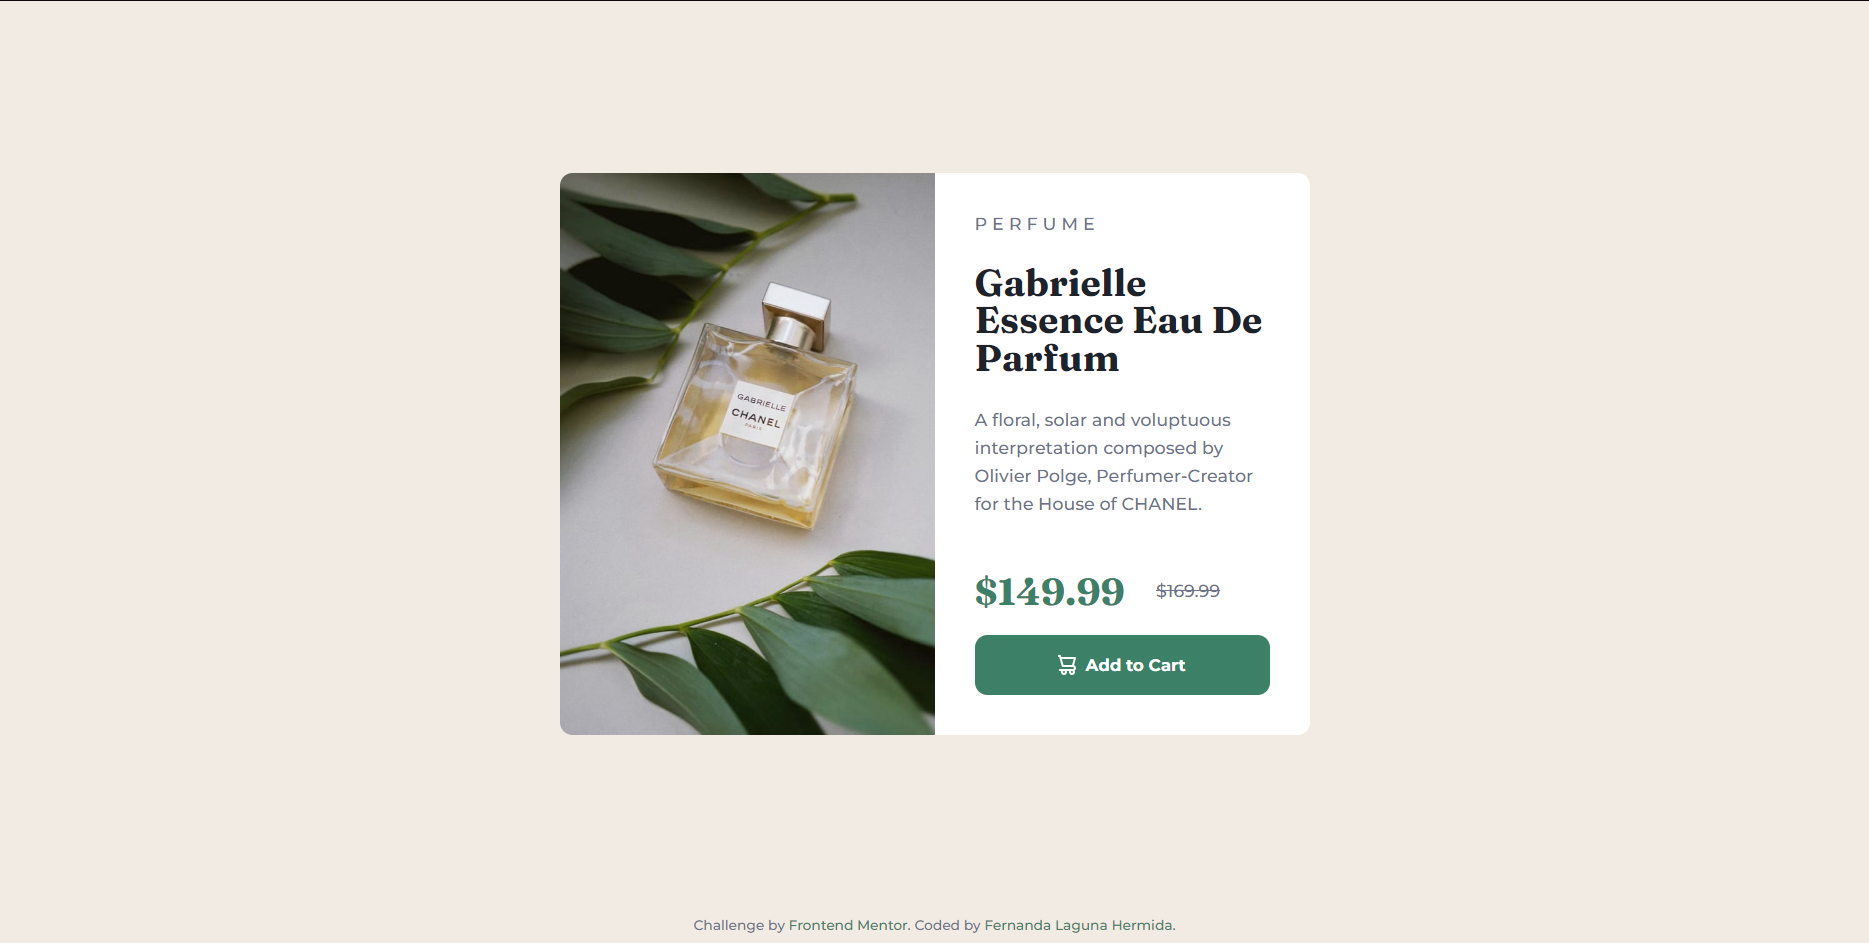 GABRIELLE
CHANEL
PARIS
PERFUME
Gabrielle
Essence Eau De
Parfum
A floral, solar and voluptuous
interpretation composed by
Olivier Polge, Perfumer-Creator
for the House of CHANEL.
$149.99 $169.99
Add to Cart
Challenge by Frontend Mentor. Coded by Fernanda Laguna Hermida.